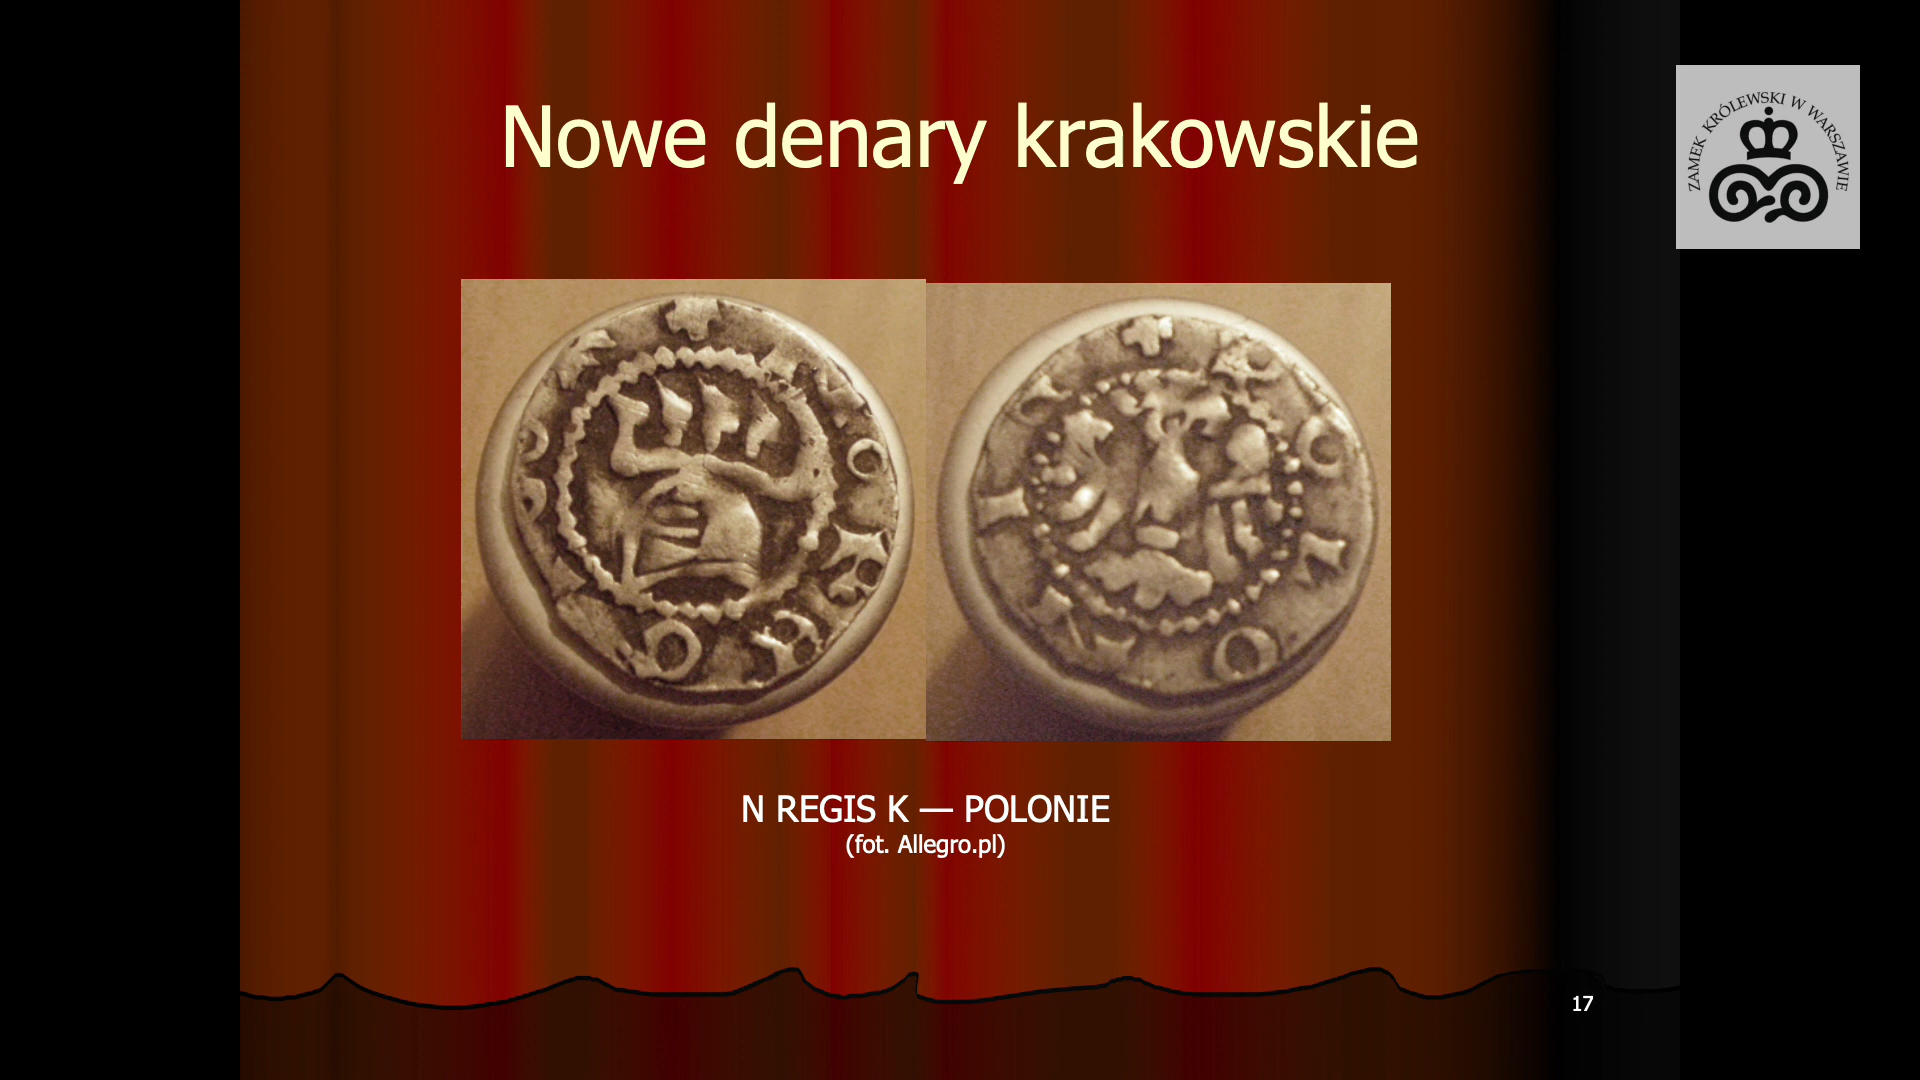 Nowe denary krakowskie
ZAMEK KRÓLEWSKI W WARSZAWIE
N REGIS K — POLONIE
(fot. Allegro.pl)
17